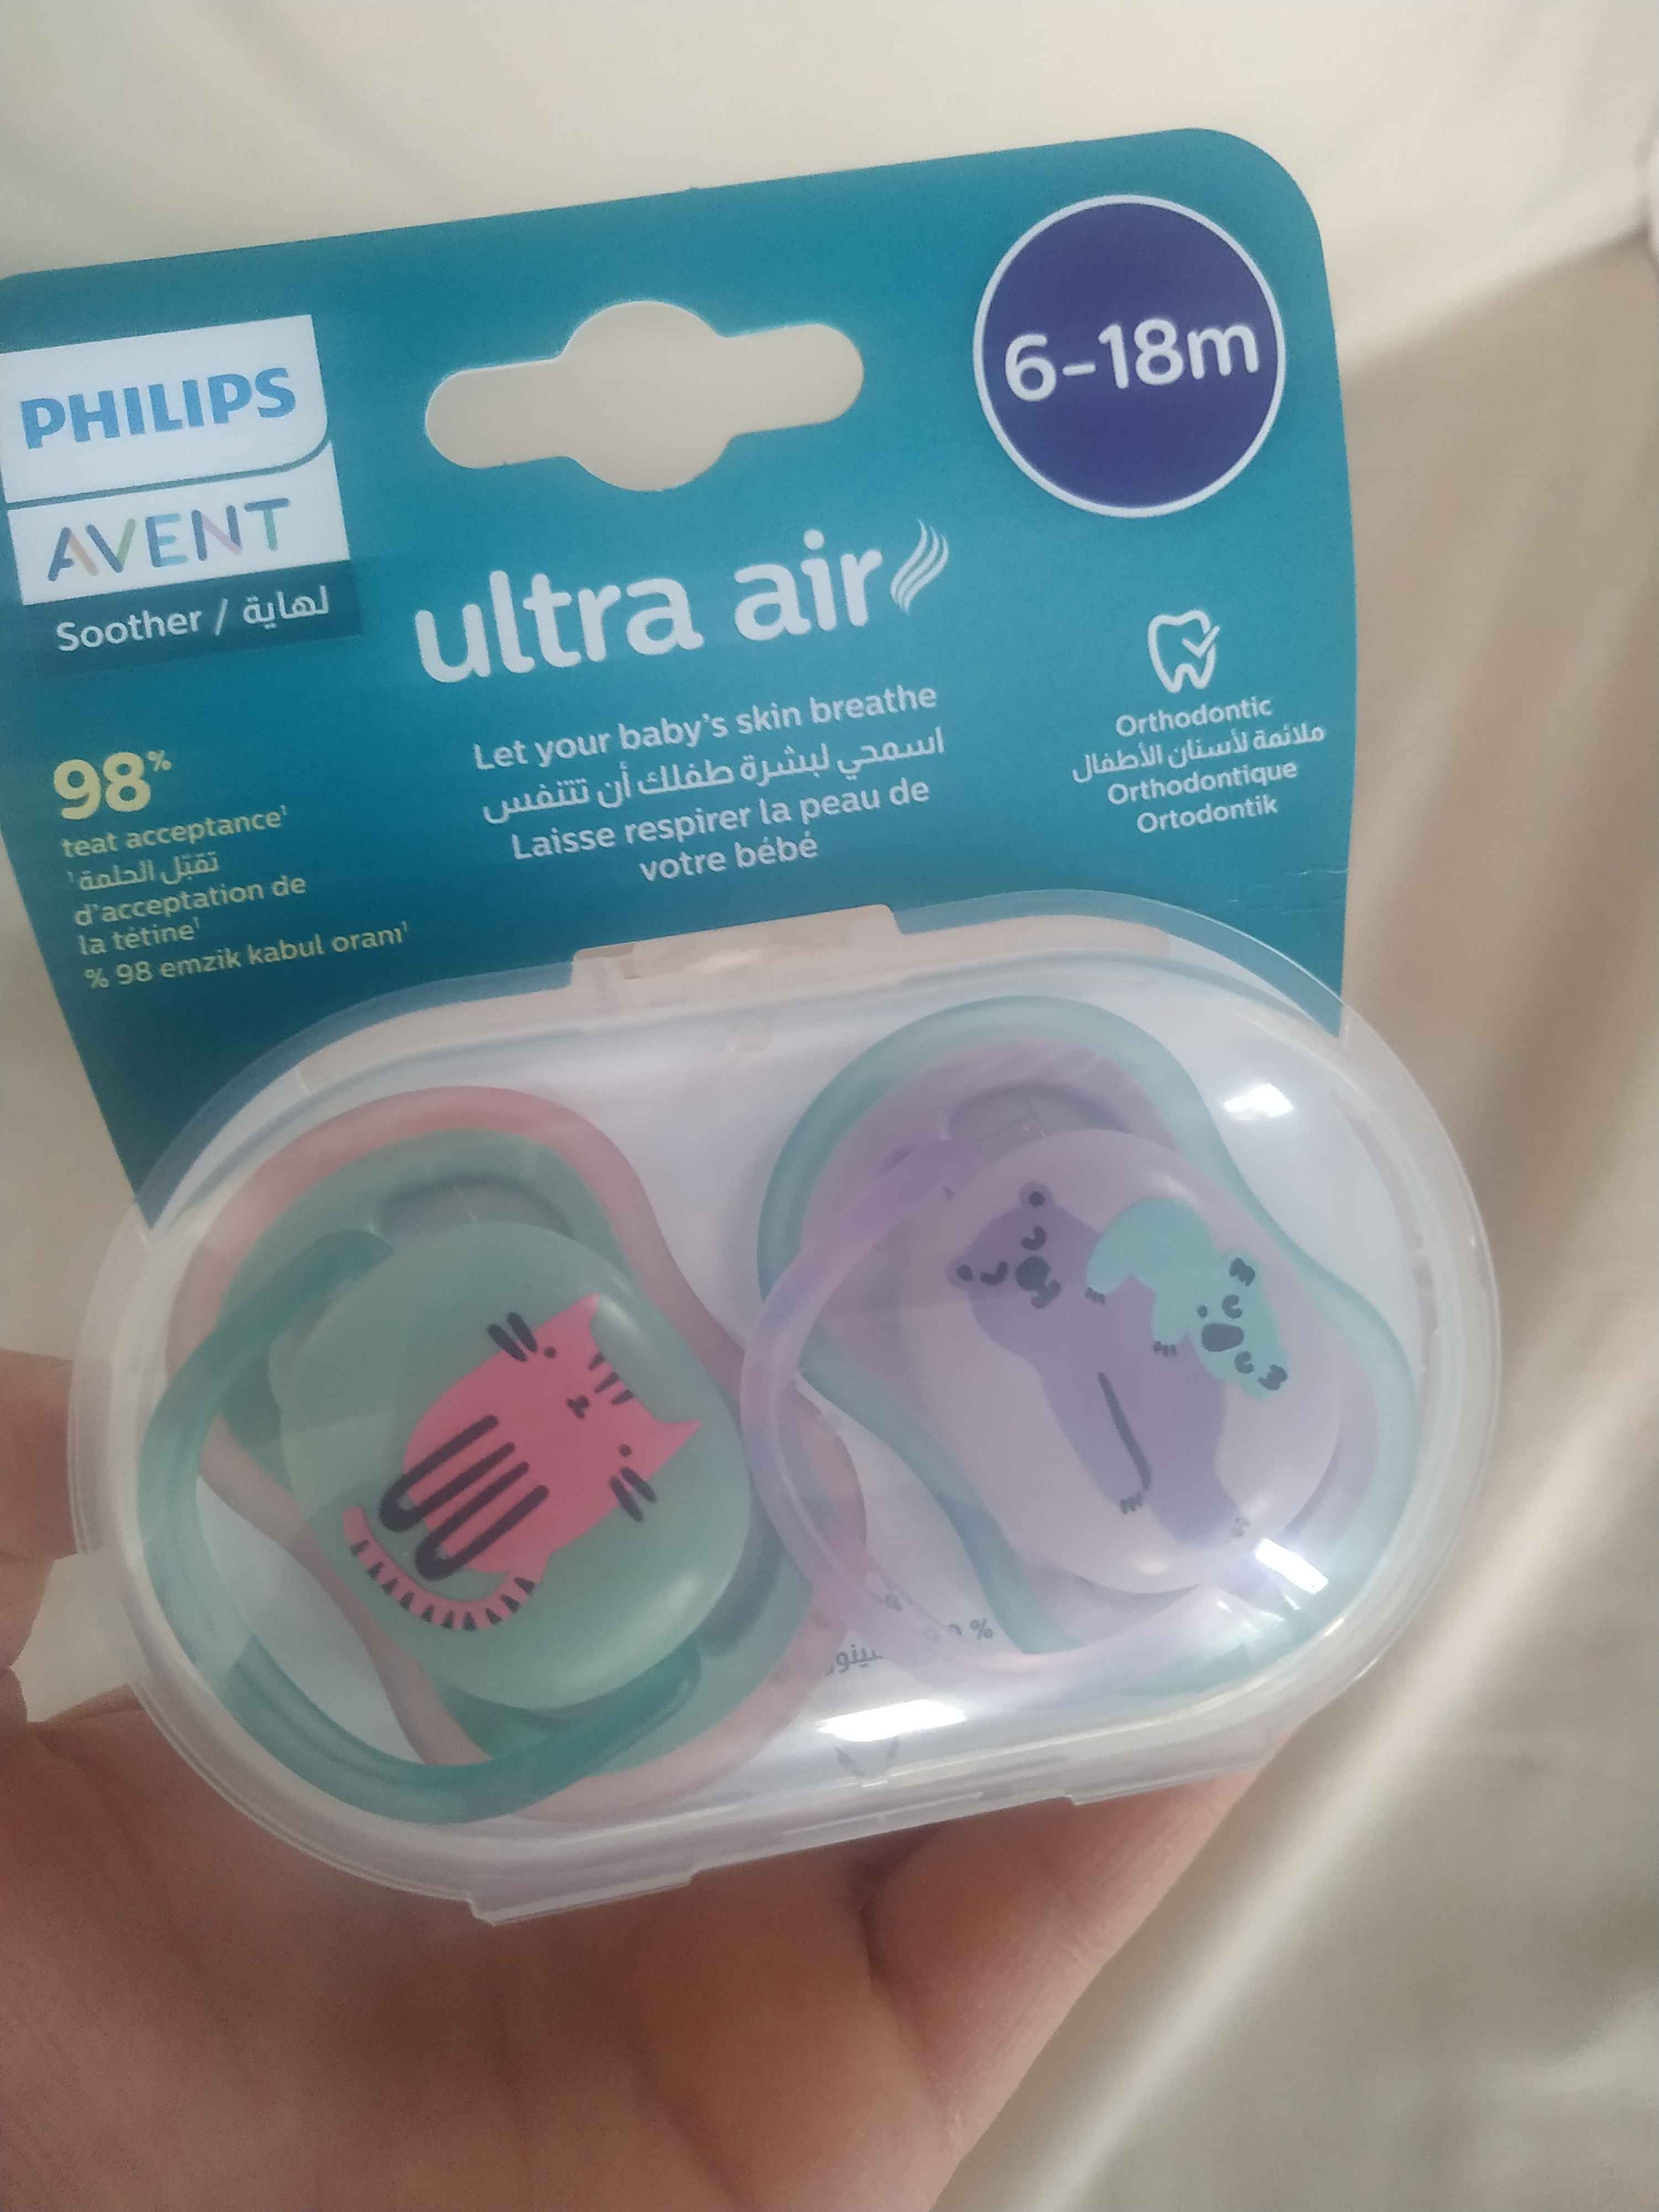 PHILIPS
AVENT
Soother / لهاية
6-18m
ultra air
Let your baby's skin breathe
اسمحي لبشرة طفلك أن تتنفس
Laisse respirer la peau de
votre bébé
Orthodontic
ملائمة لأسنان الأطفال
Orthodontique
Ortodontik
98%
teat acceptance¹
تقبّل الحلمة¹
d'acceptation de
la tétine¹
% 98 emzik kabul oranı¹